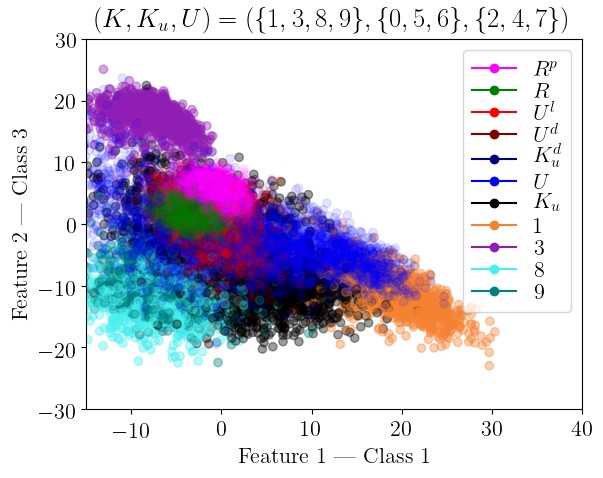 (K, K_u, U) = ({1, 3, 8, 9}, {0, 5, 6}, {2, 4, 7})
30
20
10
0
−10
−20
−30
Feature 2 — Class 3
R^p
R
U^l
U^d
K_u^d
U
K_u
1
3
8
9
−10 0 10 20 30 40
Feature 1 — Class 1